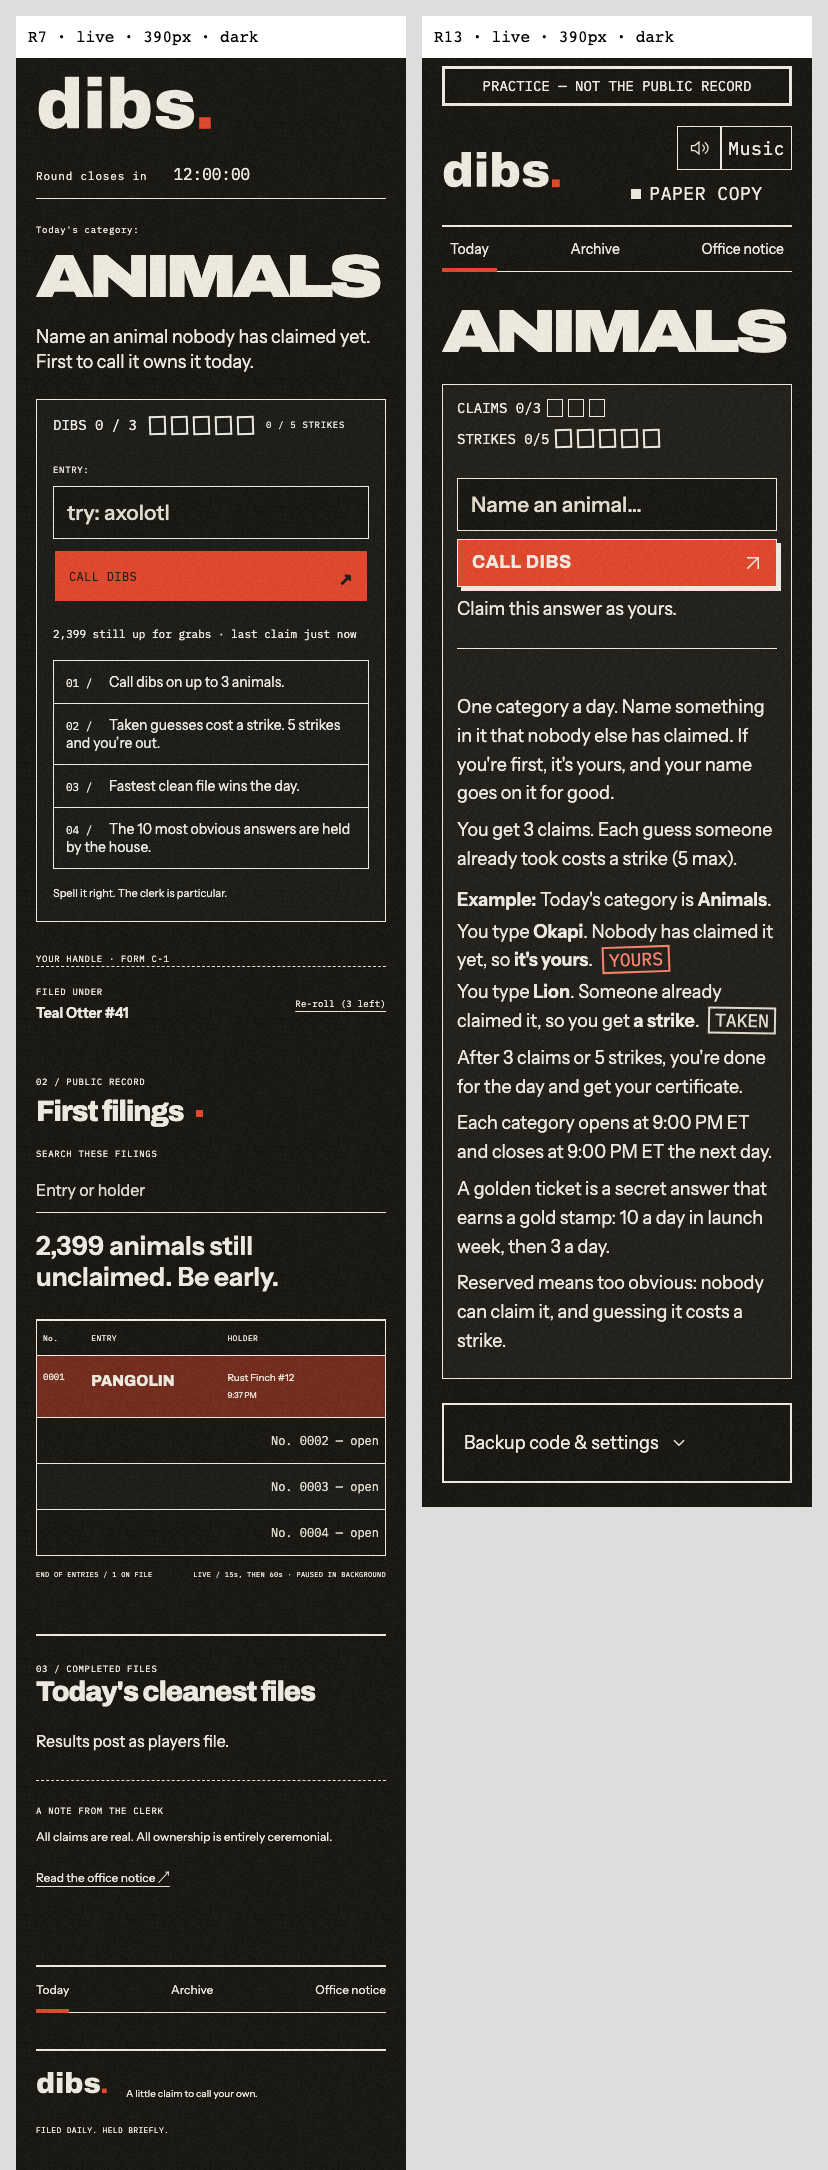 R7 · live · 390px · dark
dibs.
Round closes in 12:00:00
Today's category:
ANIMALS
Name an animal nobody has claimed yet.
First to call it owns it today.
DIBS 0 / 3 0 / 5 STRIKES
ENTRY:
try: axolotl
CALL DIBS ↗
2,399 still up for grabs · last claim just now
01 / Call dibs on up to 3 animals.
02 / Taken guesses cost a strike. 5 strikes
and you're out.
03 / Fastest clean file wins the day.
04 / The 10 most obvious answers are held
by the house.
Spell it right. The clerk is particular.
YOUR HANDLE · FORM C-1
FILED UNDER
Teal Otter #41
Re-roll (3 left)
02 / PUBLIC RECORD
First filings
SEARCH THESE FILINGS
Entry or holder
2,399 animals still
unclaimed. Be early.
No. ENTRY HOLDER
0001 PANGOLIN Rust Finch #12
9:37 PM
No. 0002 — open
No. 0003 — open
No. 0004 — open
END OF ENTRIES / 1 ON FILE LIVE / 15s, THEN 60s · PAUSED IN BACKGROUND
03 / COMPLETED FILES
Today's cleanest files
Results post as players file.
A NOTE FROM THE CLERK
All claims are real. All ownership is entirely ceremonial.
Read the office notice ↗
Today Archive Office notice
dibs. A little claim to call your own.
FILED DAILY. HELD BRIEFLY.
R13 · live · 390px · dark
PRACTICE — NOT THE PUBLIC RECORD
dibs.
Music
PAPER COPY
Today Archive Office notice
ANIMALS
CLAIMS 0/3
STRIKES 0/5
Name an animal...
CALL DIBS
Claim this answer as yours.
One category a day. Name something
in it that nobody else has claimed. If
you're first, it's yours, and your name
goes on it for good.
You get 3 claims. Each guess someone
already took costs a strike (5 max).
Example: Today's category is Animals.
You type Okapi. Nobody has claimed it
yet, so it's yours. YOURS
You type Lion. Someone already
claimed it, so you get a strike. TAKEN
After 3 claims or 5 strikes, you're done
for the day and get your certificate.
Each category opens at 9:00 PM ET
and closes at 9:00 PM ET the next day.
A golden ticket is a secret answer that
earns a gold stamp: 10 a day in launch
week, then 3 a day.
Reserved means too obvious: nobody
can claim it, and guessing it costs a
strike.
Backup code & settings